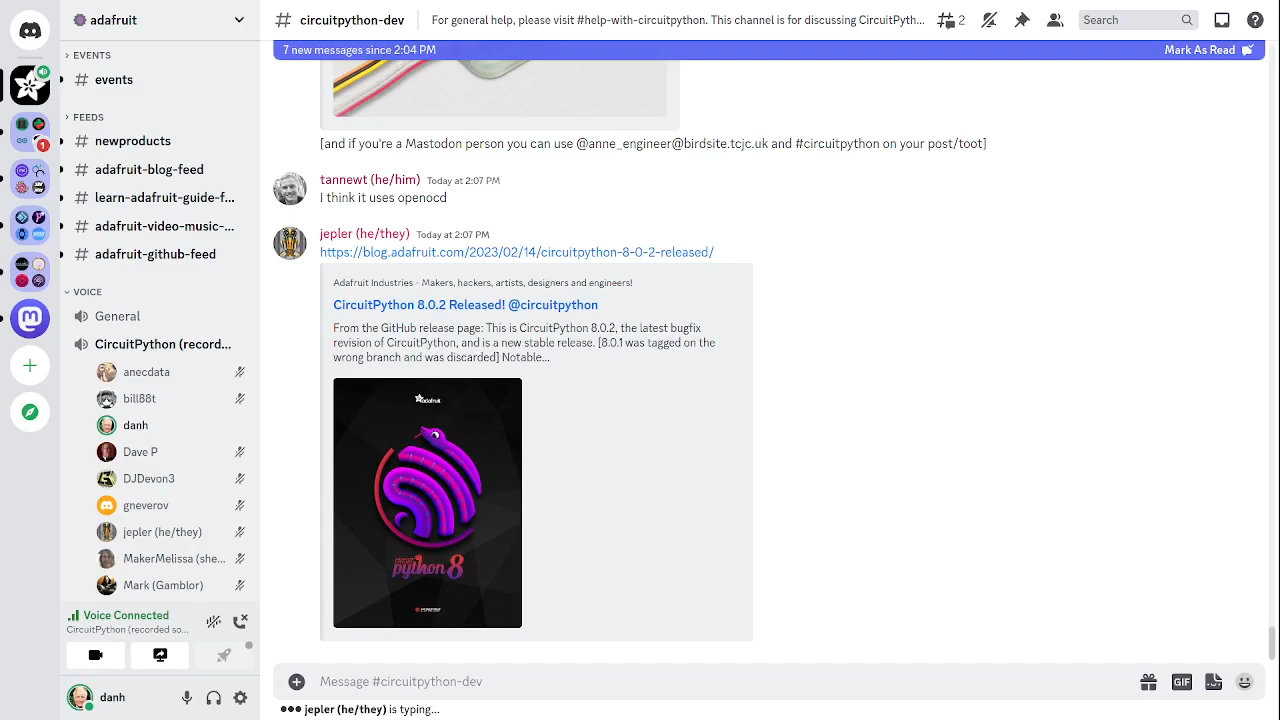 adafruit
EVENTS
# events
FEEDS
# newproducts
# adafruit-blog-feed
# learn-adafruit-guide-f...
# adafruit-video-music-...
# adafruit-github-feed
VOICE
General
CircuitPython (record...
anecdata
bill88t
danh
Dave P
DJDevon3
gneverov
jepler (he/they)
MakerMelissa (she...
Mark (Gamblor)
Voice Connected
CircuitPython (recorded so...
danh
1
# circuitpython-dev
For general help, please visit #help-with-circuitpython. This channel is for discussing CircuitPyth...
2
Search
7 new messages since 2:04 PM
Mark As Read
[and if you're a Mastodon person you can use @anne_engineer@birdsite.tcjc.uk and #circuitpython on your post/toot]
tannewt (he/him) Today at 2:07 PM
I think it uses openocd
jepler (he/they) Today at 2:07 PM
https://blog.adafruit.com/2023/02/14/circuitpython-8-0-2-released/
Adafruit Industries - Makers, hackers, artists, designers and engineers!
CircuitPython 8.0.2 Released! @circuitpython
From the GitHub release page: This is CircuitPython 8.0.2, the latest bugfix
revision of CircuitPython, and is a new stable release. [8.0.1 was tagged on the
wrong branch and was discarded] Notable...
adafruit
circuit
python 8
ESPRESSIF
Message #circuitpython-dev
GIF
jepler (he/they) is typing...